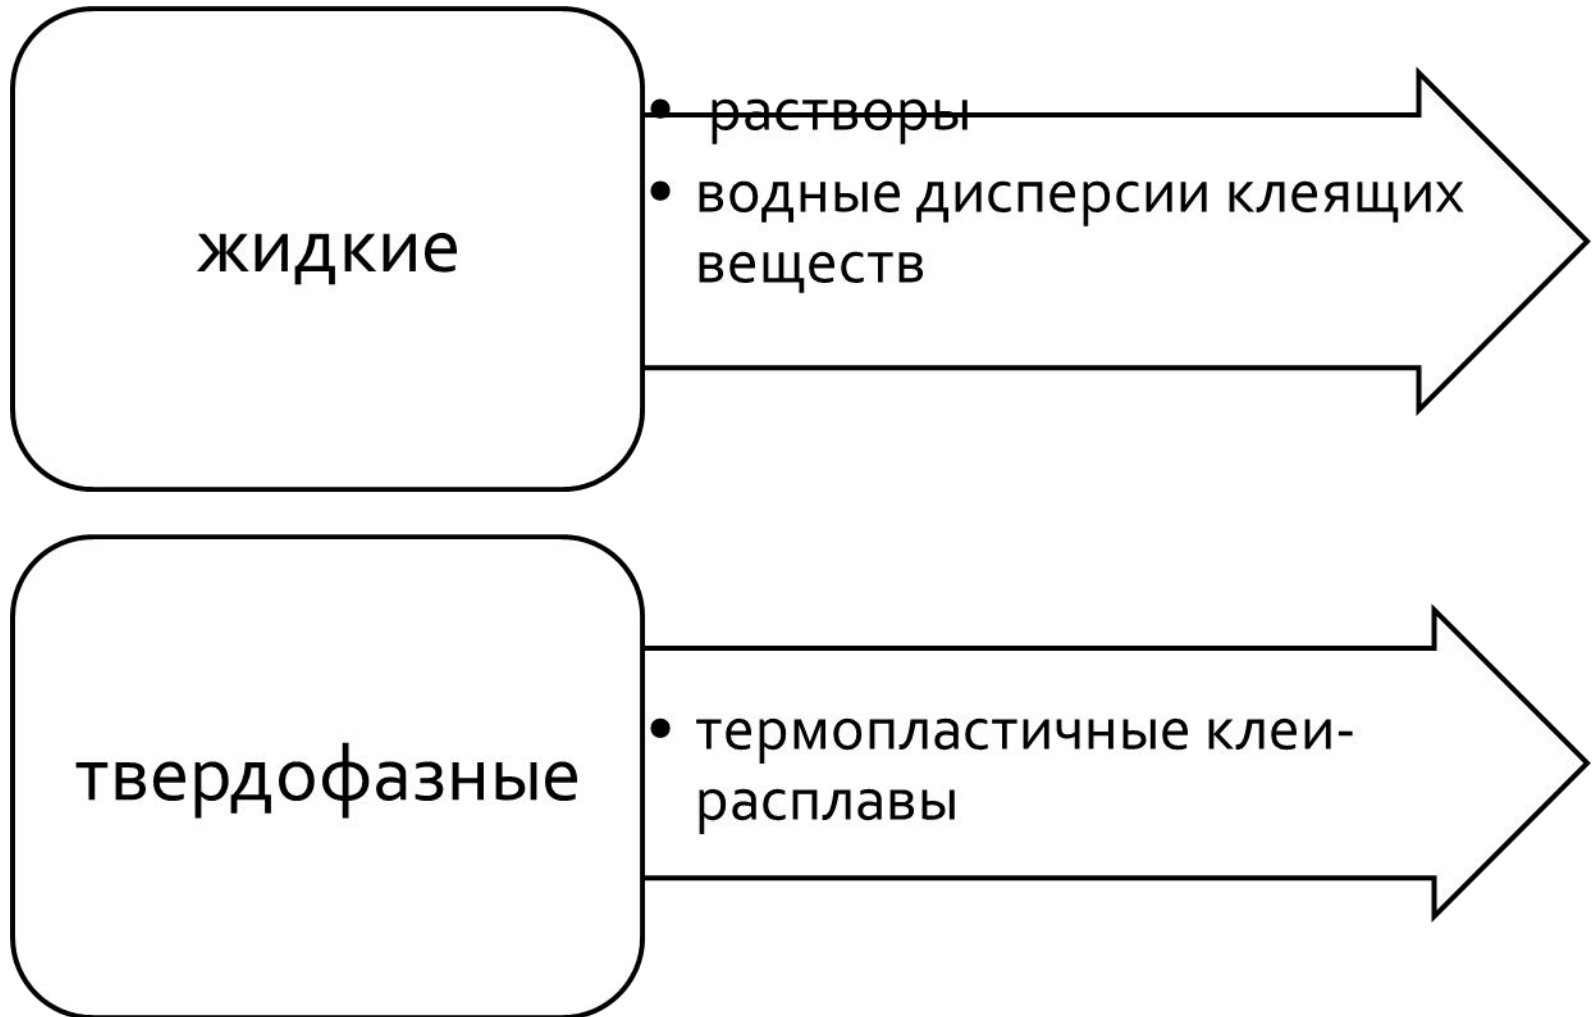 жидкие
• растворы
• водные дисперсии клеящих
веществ
твердофазные
• термопластичные клеи-
расплавы